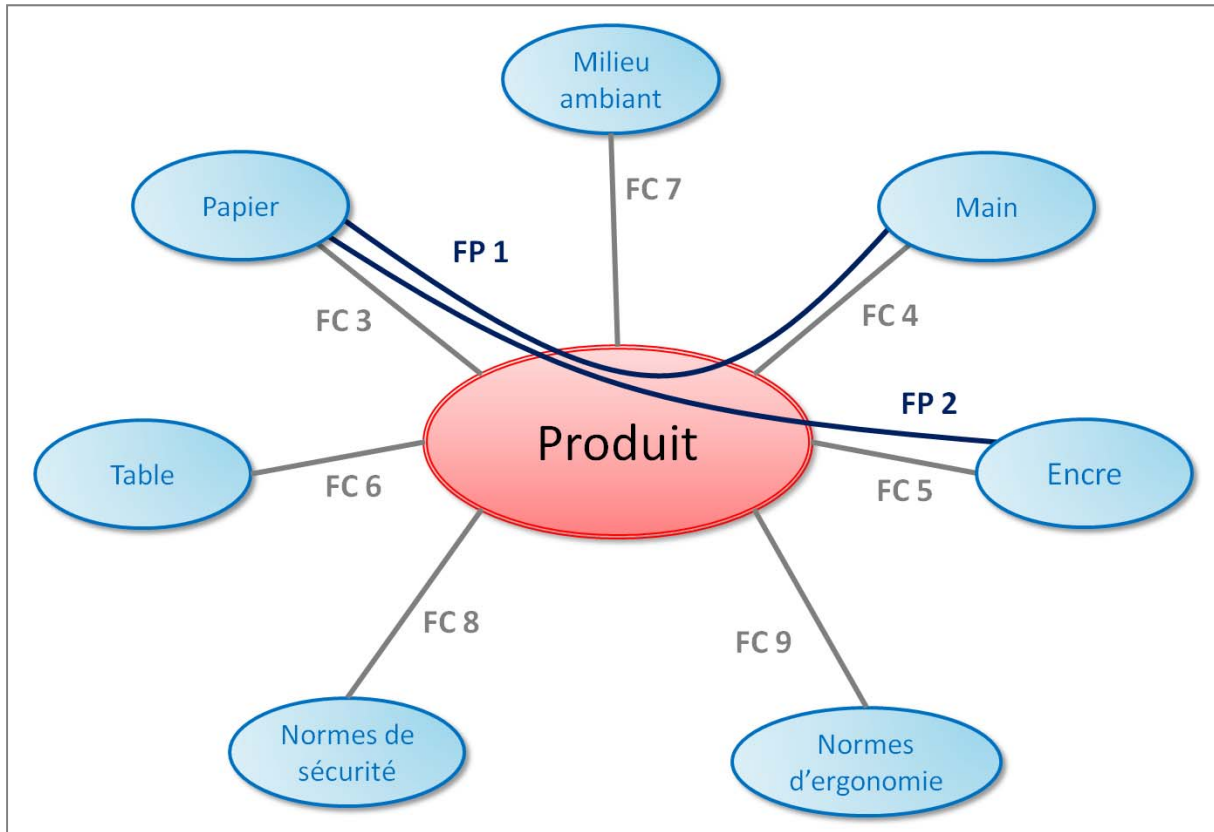 Milieu
ambiant
Papier
Main
FC 7
FP 1
FC 3
FC 4
FP 2
Produit
Table
FC 6
FC 5
Encre
FC 8
FC 9
Normes de
sécurité
Normes
d'ergonomie